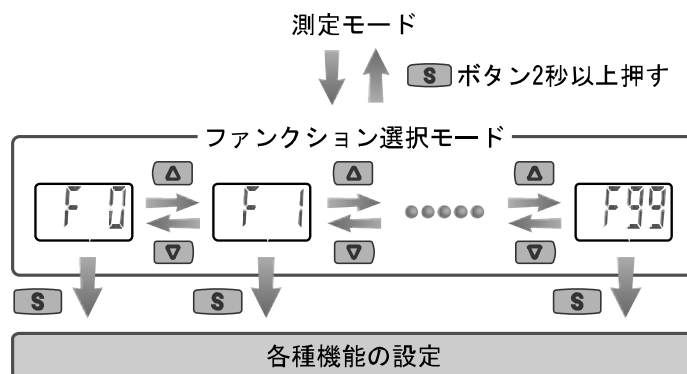 測定モード
S ボタン2秒以上押す
ファンクション選択モード
F 0 F 1 F99
S S S
各種機能の設定